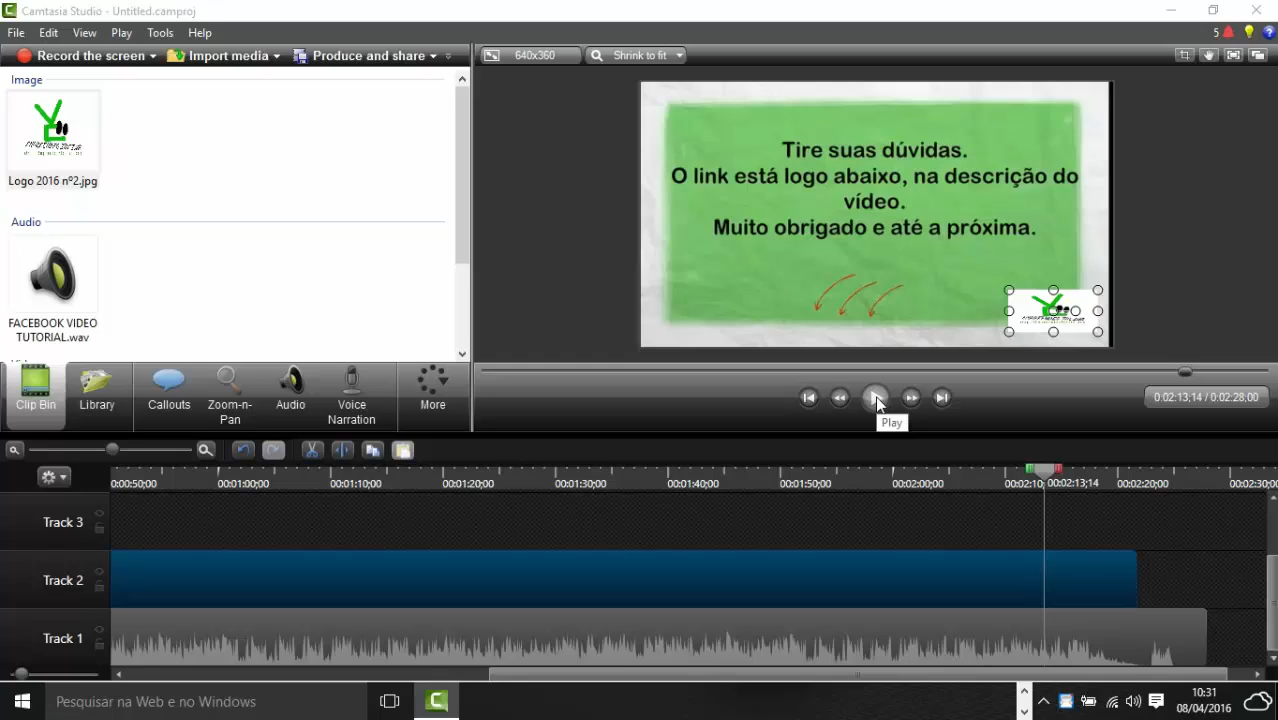 Camtasia Studio - Untitled.camproj
File Edit View Play Tools Help
5
Record the screen Import media Produce and share
640x360 Shrink to fit
Image
Logo 2016 nº2.jpg
Audio
FACEBOOK VIDEO
TUTORIAL.wav
Tire suas dúvidas.
O link está logo abaixo, na descrição do
vídeo.
Muito obrigado e até a próxima.
Clip Bin Library Callouts Zoom-n-Pan Audio Voice Narration More
0:02:13,14 / 0:02:28,00
Play
0:00:50;00 00:01:00;00 00:01:10;00 00:01:20;00 00:01:30;00 00:01:40;00 00:01:50;00 00:02:00;00 00:02:10; 00:02:13;14 00:02:20;00 00:02:30;00
Track 3
Track 2
Track 1
Pesquisar na Web e no Windows
10:31
08/04/2016